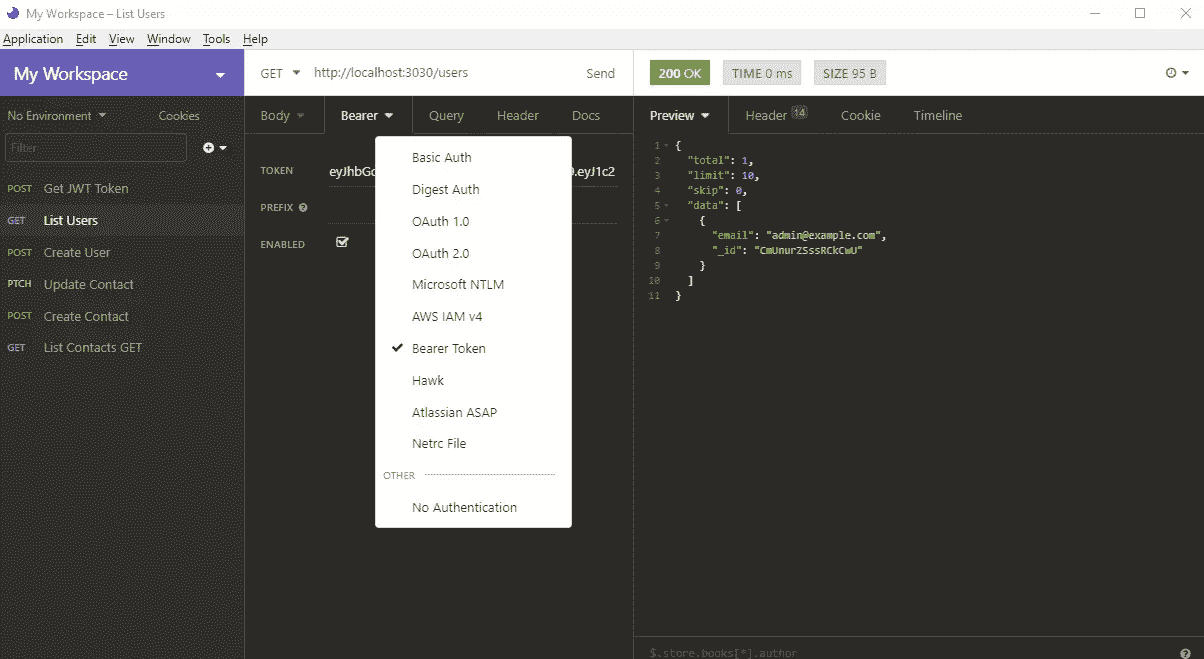 My Workspace – List Users
Application Edit View Window Tools Help
My Workspace
GET http://localhost:3030/users Send
200 OK TIME 0 ms SIZE 95 B
No Environment Cookies
Filter
POST Get JWT Token
GET List Users
POST Create User
PTCH Update Contact
POST Create Contact
GET List Contacts GET
Body Bearer Query Header Docs
TOKEN eyJhbGc 9.eyJ1c2
PREFIX
ENABLED
Basic Auth
Digest Auth
OAuth 1.0
OAuth 2.0
Microsoft NTLM
AWS IAM v4
Bearer Token
Hawk
Atlassian ASAP
Netrc File
OTHER
No Authentication
Preview Header 14 Cookie Timeline
1 {
2 "total": 1,
3 "limit": 10,
4 "skip": 0,
5 "data": [
6 {
7 "email": "admin@example.com",
8 "_id": "CmUnurZSssRCkCwU"
9 }
10 ]
11 }
$.store.books[*].author